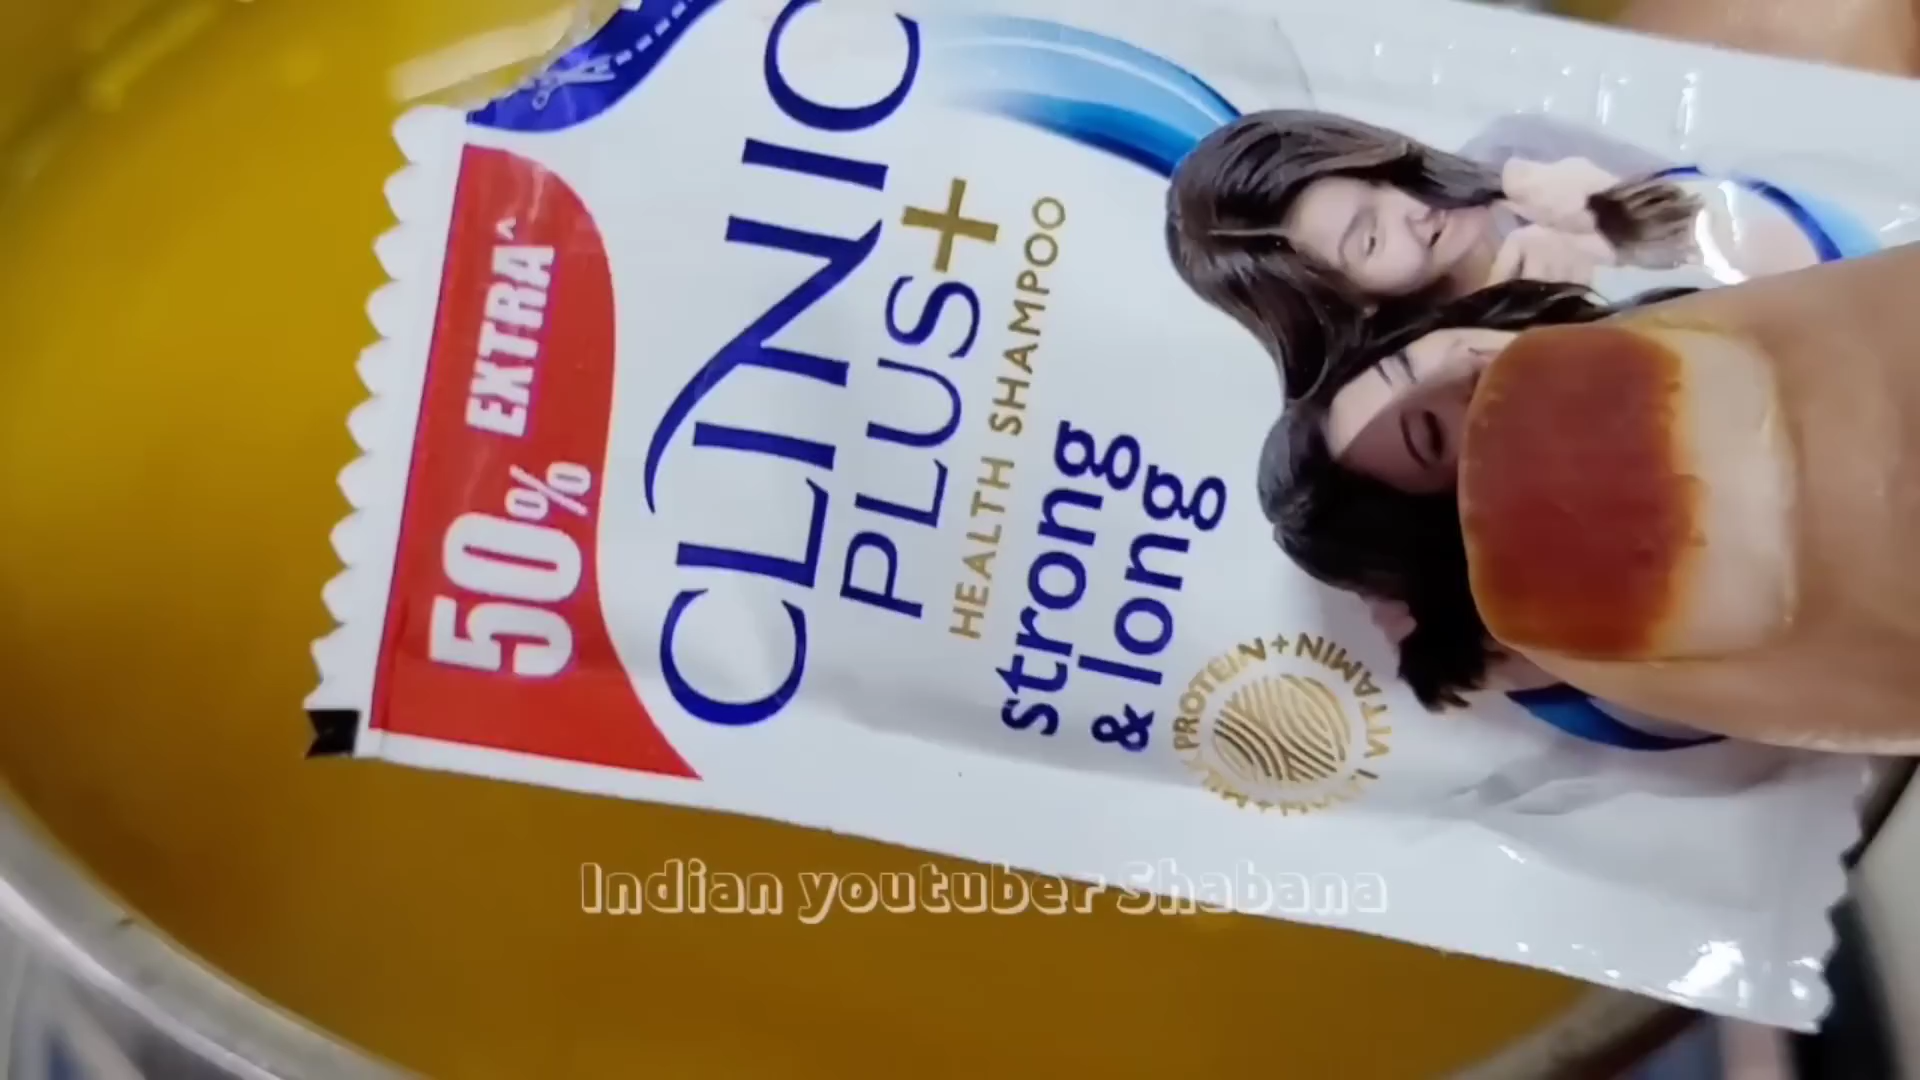 50% EXTRA^
CLINIC
PLUS+
HEALTH SHAMPOO
strong
& long
PROTEIN + VITAMIN
Indian youtuber Shabana